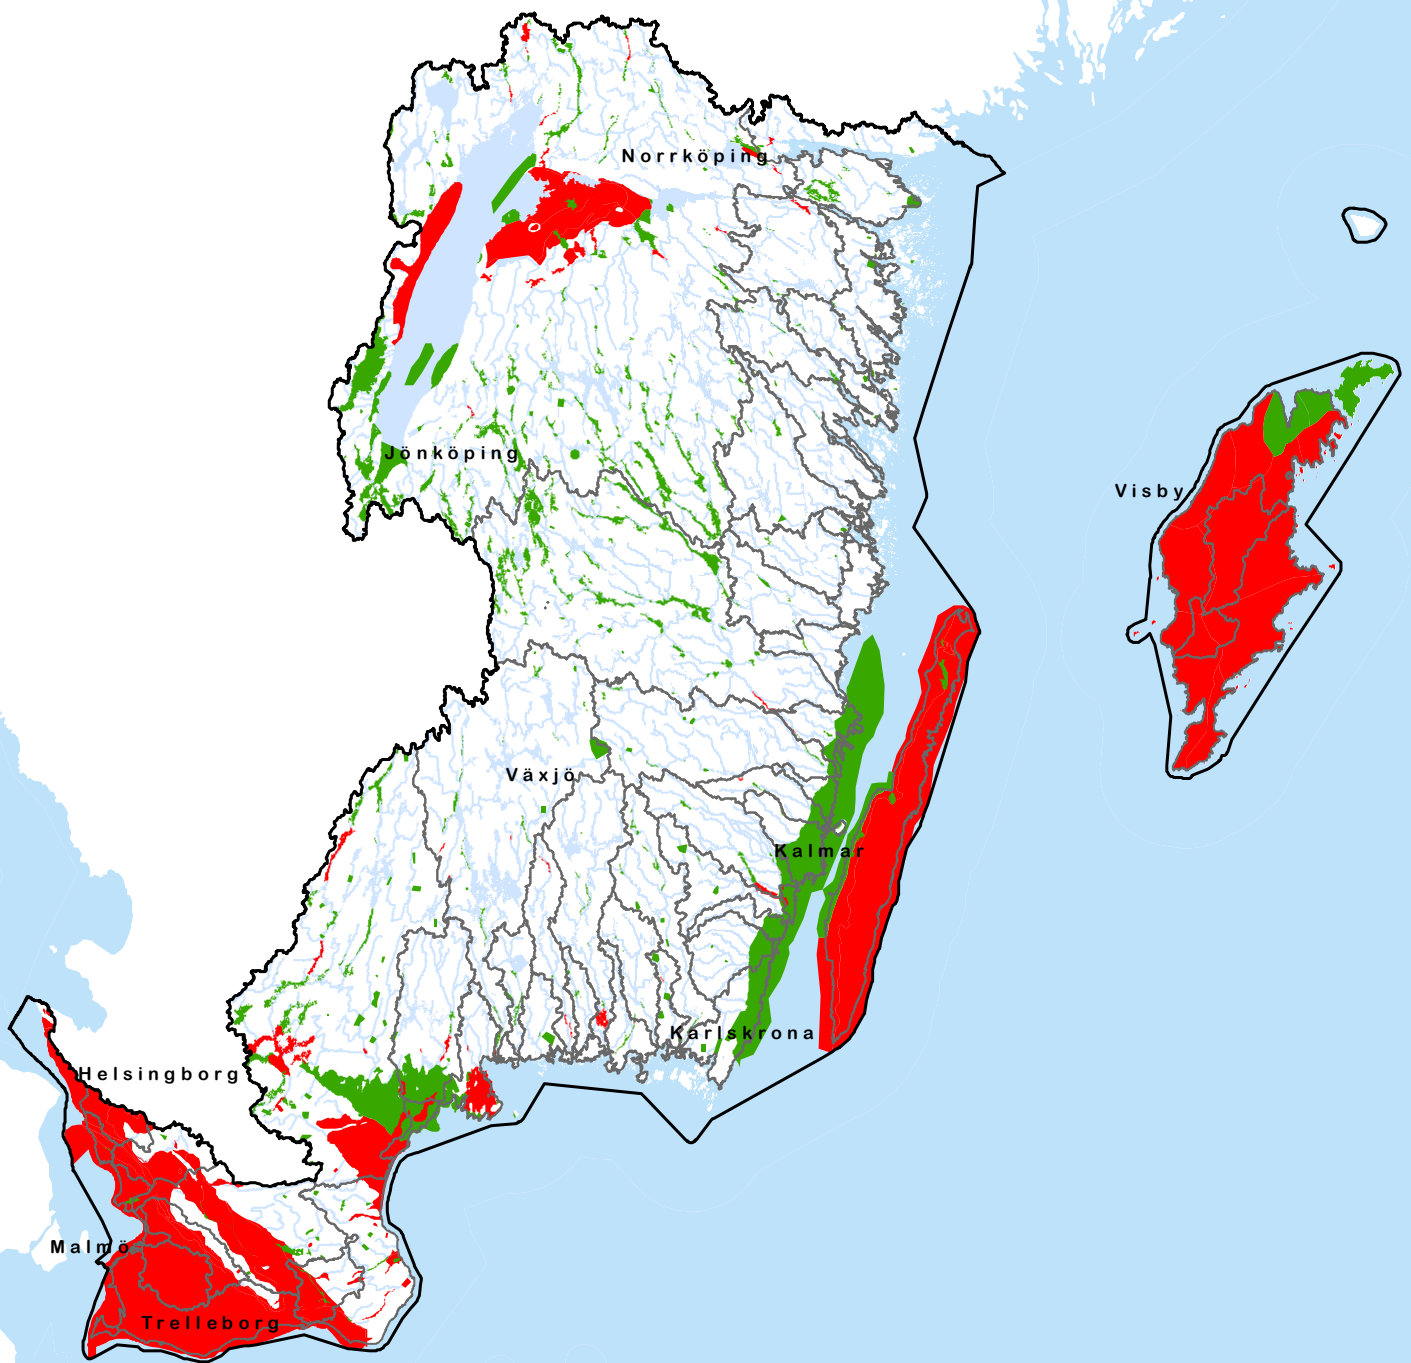 Norrköping
Jönköping
Visby
Växjö
Kalmar
Karlskrona
Helsingborg
Malmö
Trelleborg